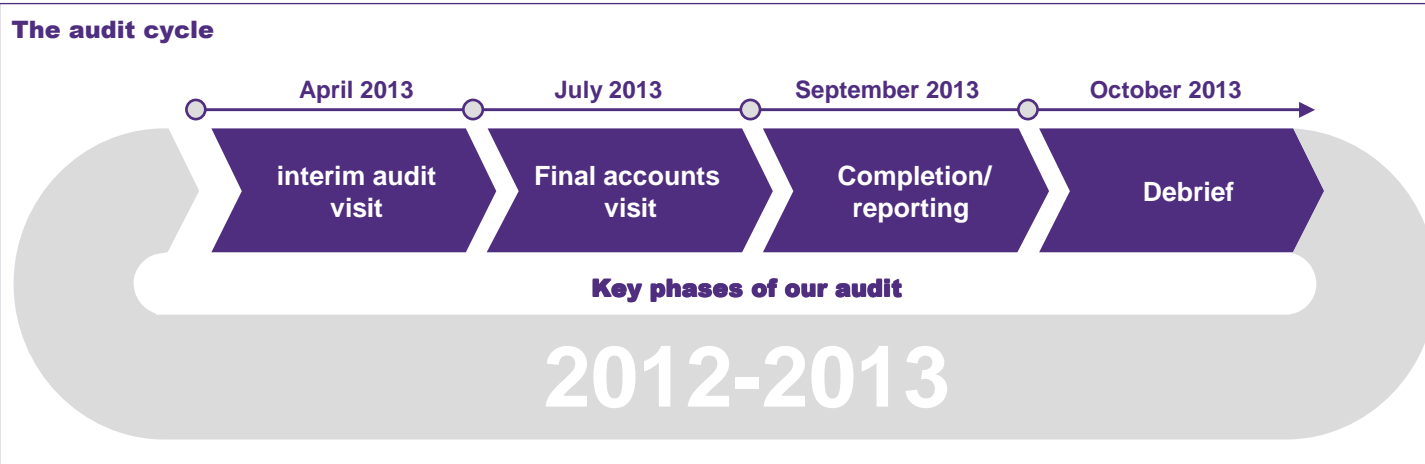 The audit cycle
April 2013
July 2013
September 2013
October 2013
interim audit
visit
Final accounts
visit
Completion/
reporting
Debrief
Key phases of our audit
2012-2013